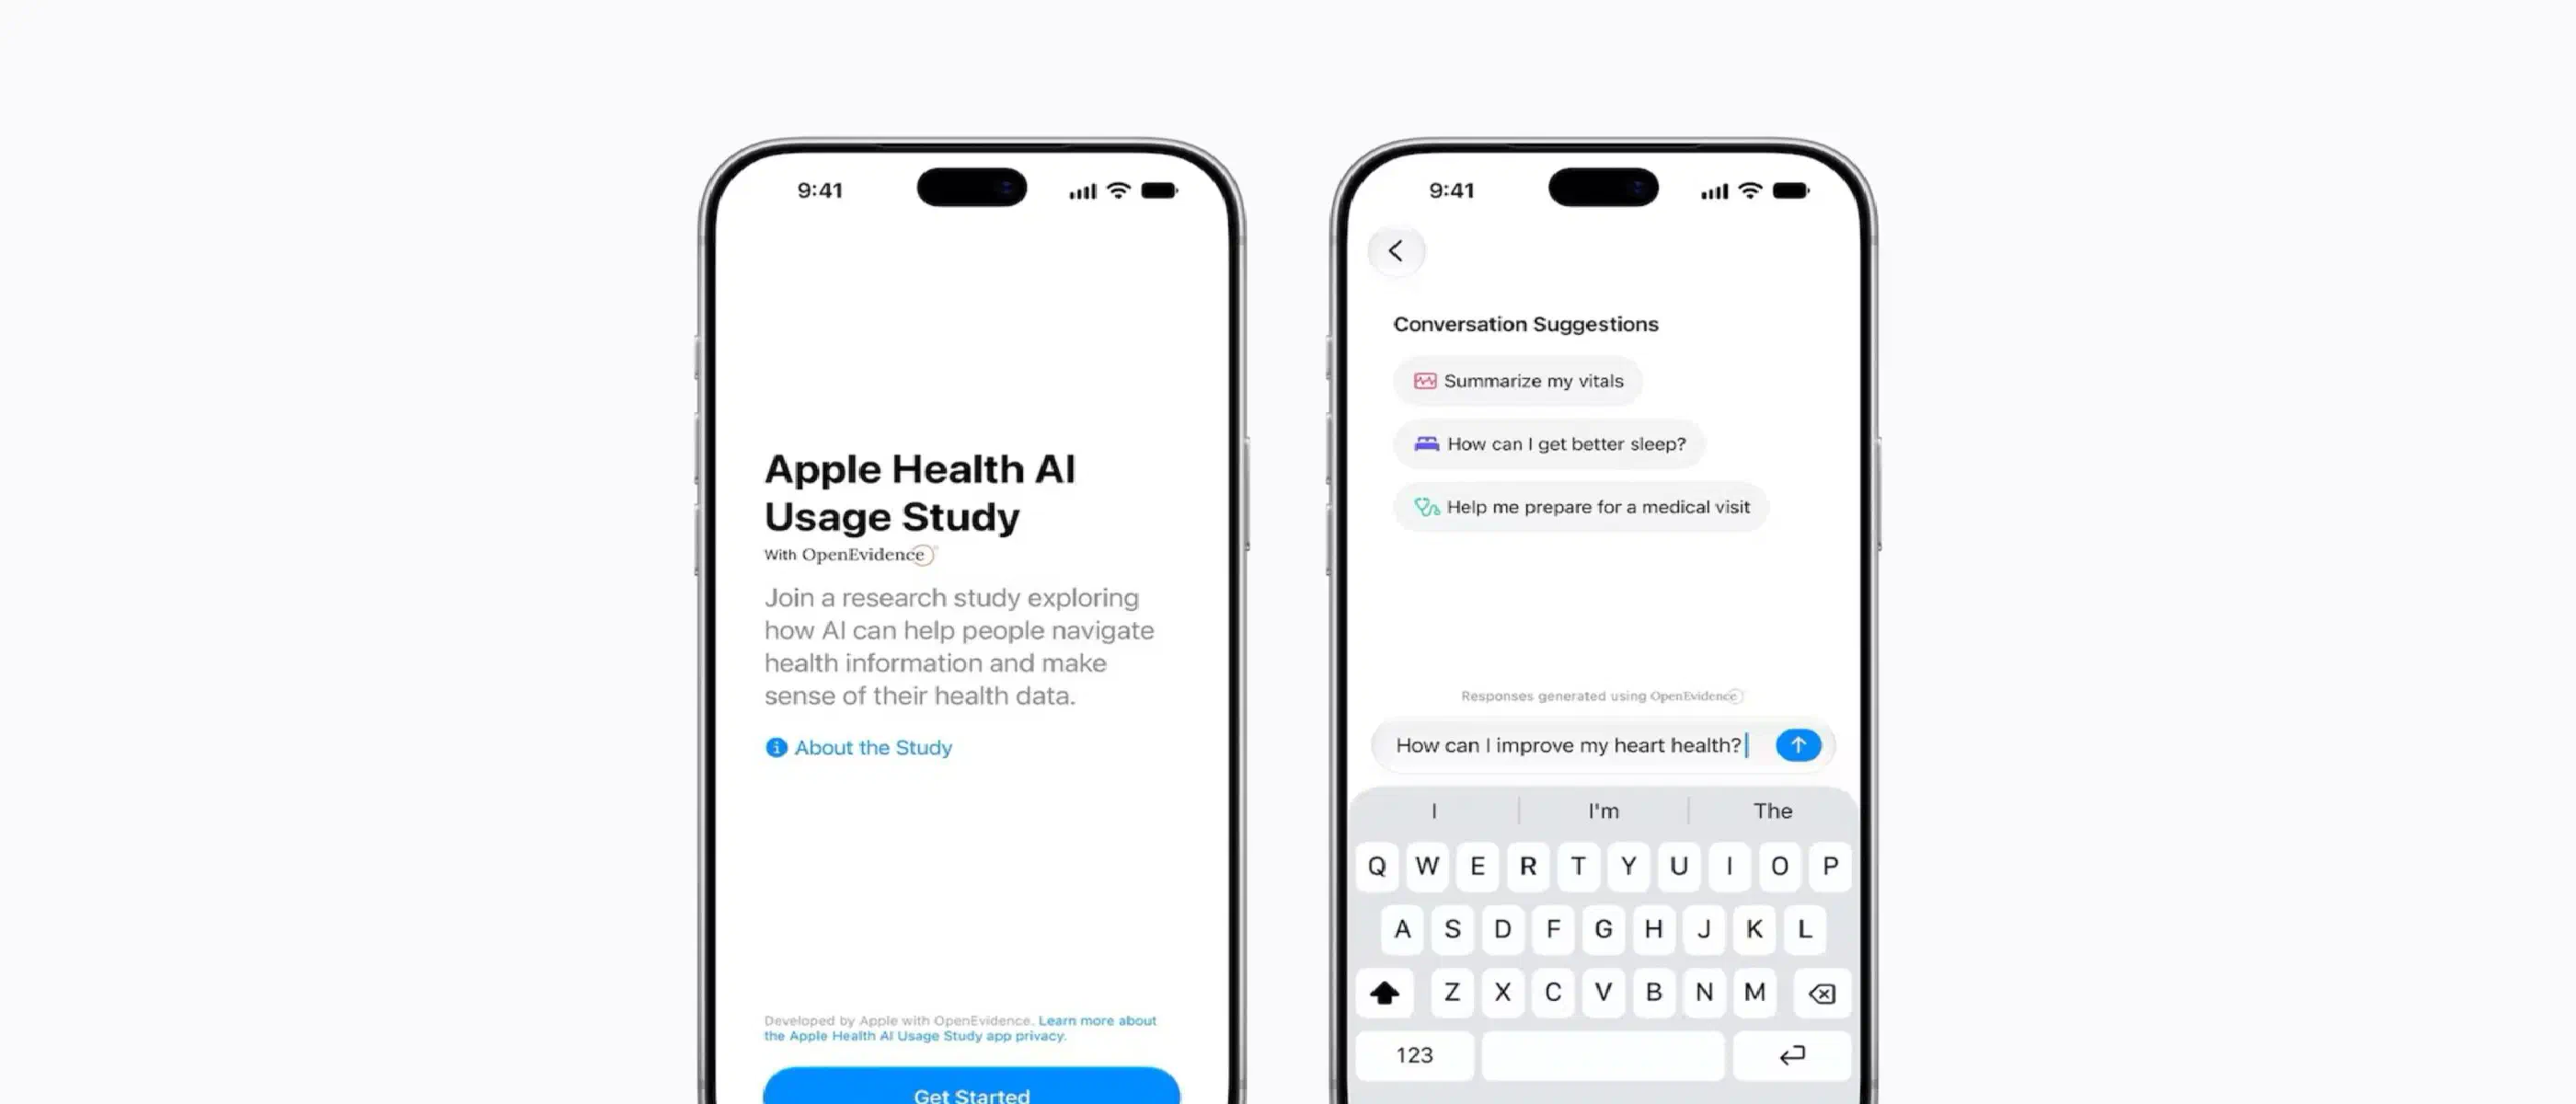 9:41
Apple Health AI
Usage Study
With OpenEvidence
Join a research study exploring
how AI can help people navigate
health information and make
sense of their health data.
About the Study
Developed by Apple with OpenEvidence. Learn more about
the Apple Health AI Usage Study app privacy.
Get Started
9:41
Conversation Suggestions
Summarize my vitals
How can I get better sleep?
Help me prepare for a medical visit
Responses generated using OpenEvidence
How can I improve my heart health?
I I'm The
Q W E R T Y U I O P
A S D F G H J K L
Z X C V B N M
123